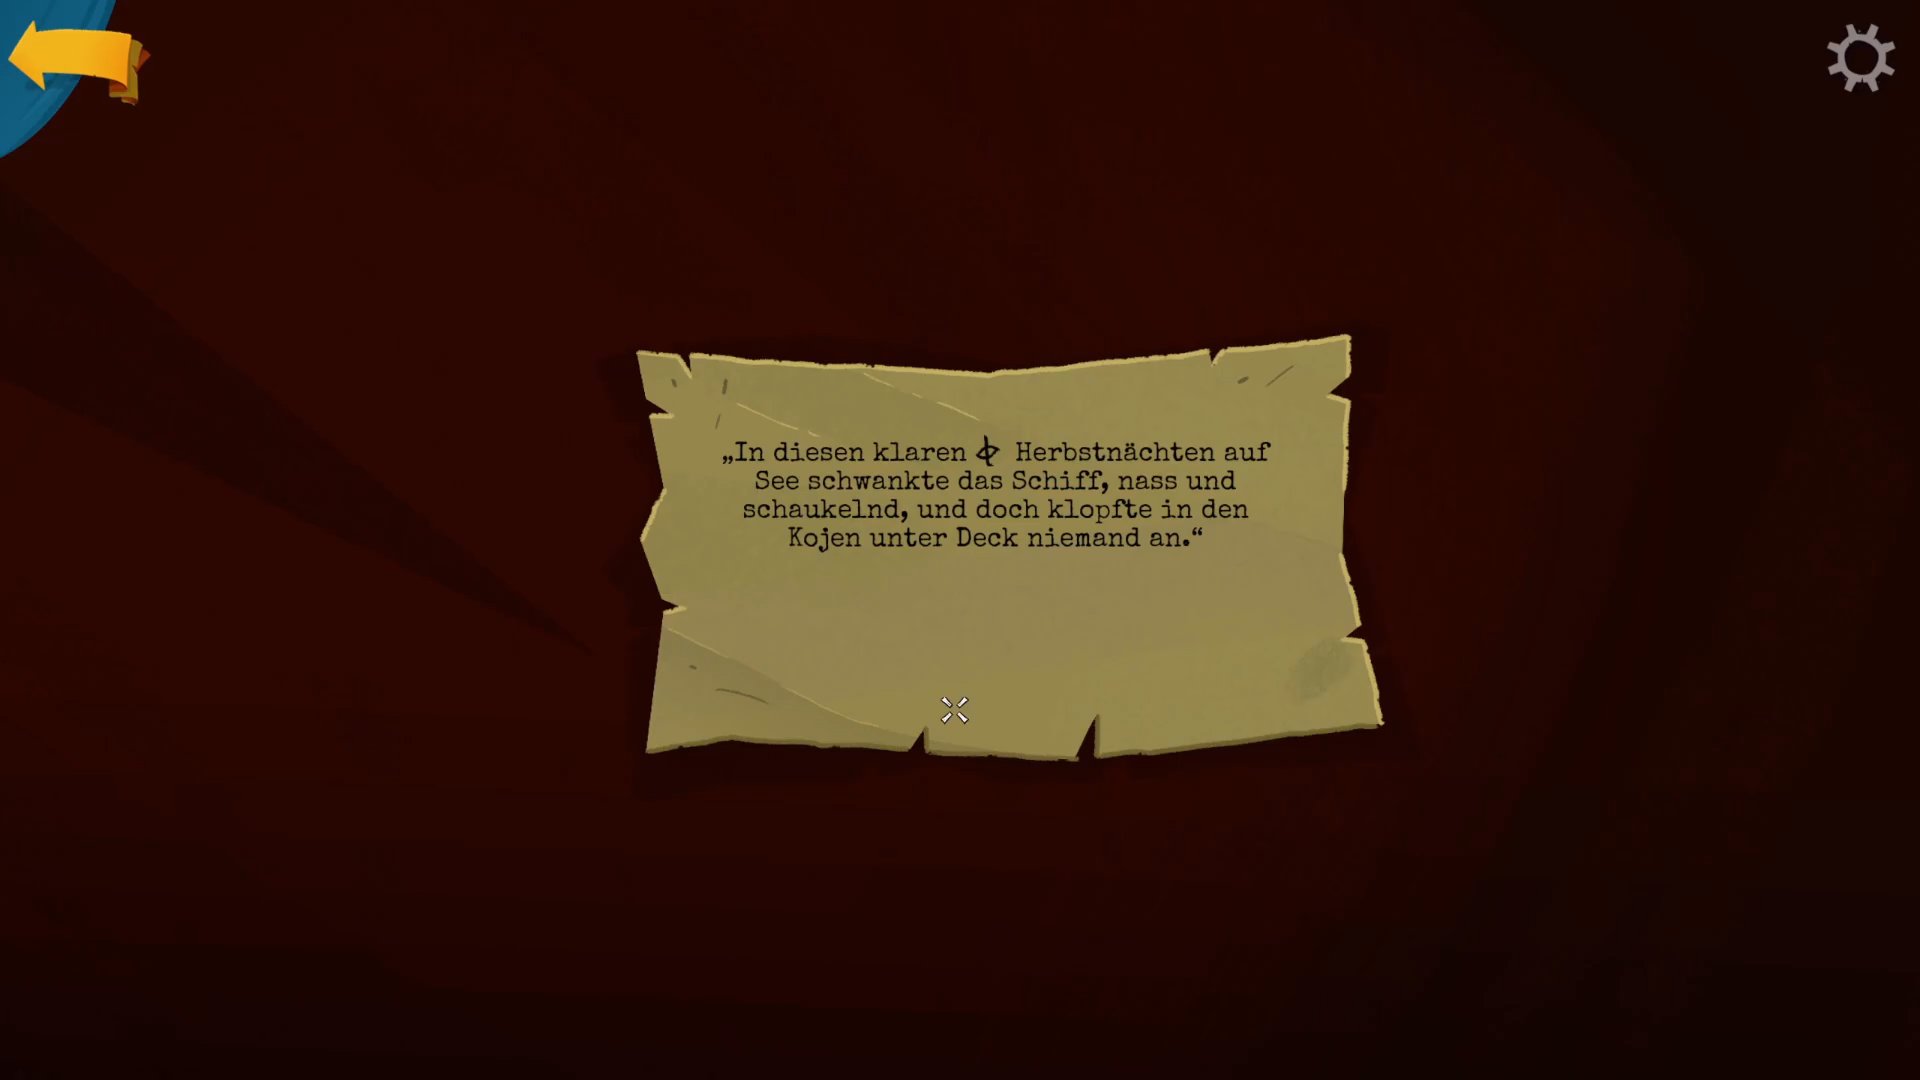 „In diesen klaren Herbstnächten auf
See schwankte das Schiff, nass und
schaukelnd, und doch klopfte in den
Kojen unter Deck niemand an.“